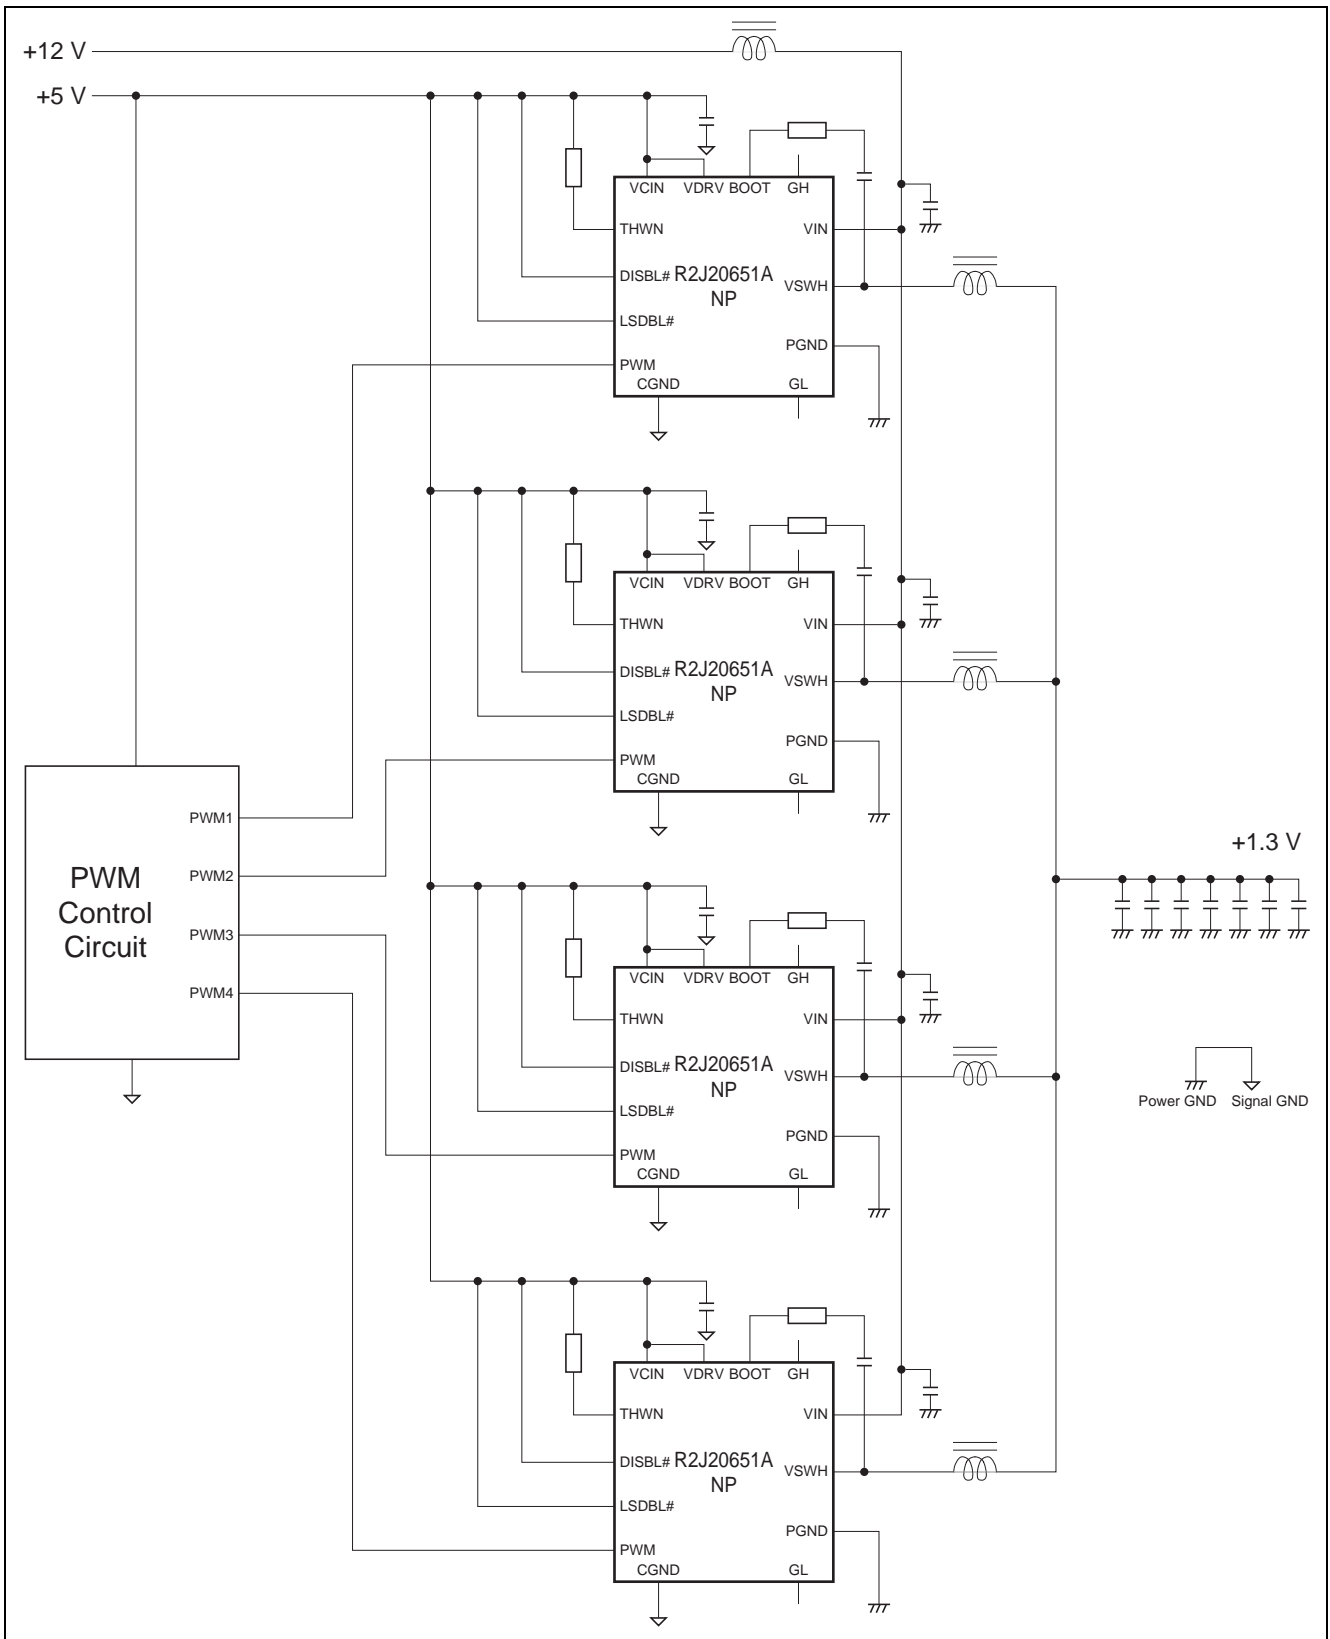 +12 V
+5 V
VCIN VDRV BOOT GH
THWN VIN
DISBL# R2J20651A NP VSWH
LSDBL#
PGND
PWM
CGND GL
VCIN VDRV BOOT GH
THWN VIN
DISBL# R2J20651A NP VSWH
LSDBL#
PGND
PWM
CGND GL
PWM1
PWM2
PWM3
PWM4
PWM
Control
Circuit
+1.3 V
VCIN VDRV BOOT GH
THWN VIN
DISBL# R2J20651A NP VSWH
LSDBL#
PGND
PWM
CGND GL
Power GND Signal GND
VCIN VDRV BOOT GH
THWN VIN
DISBL# R2J20651A NP VSWH
LSDBL#
PGND
PWM
CGND GL